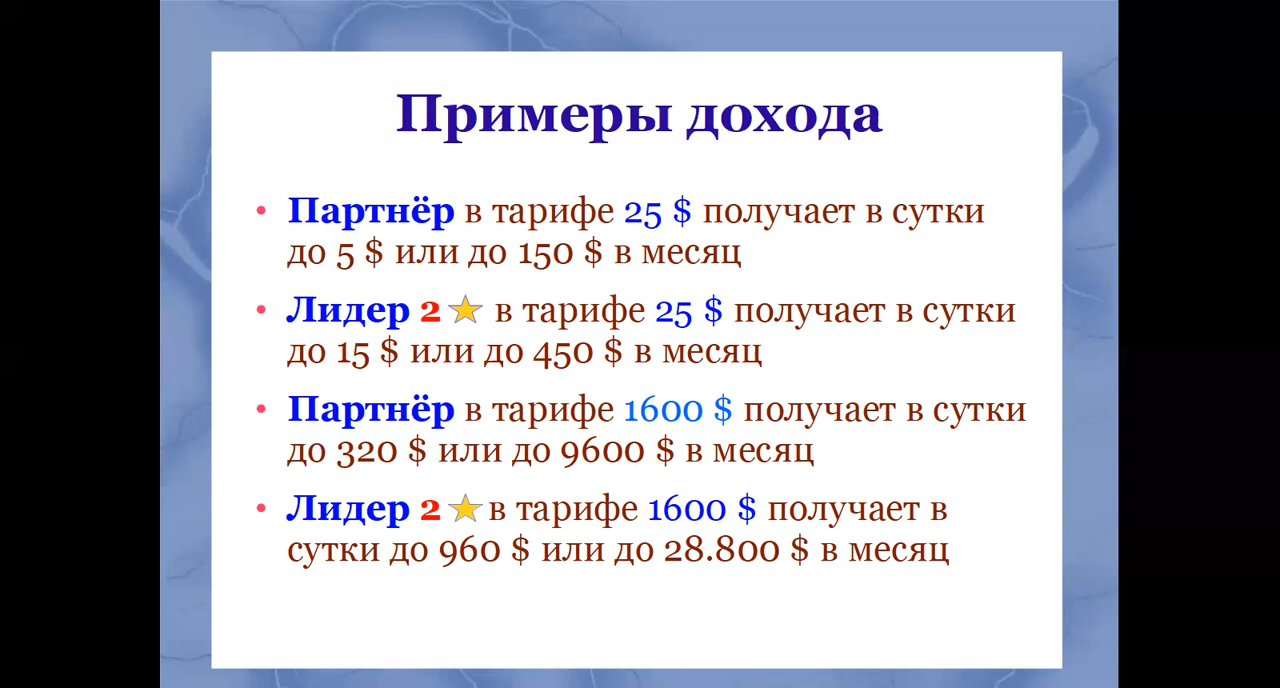 Примеры дохода
• Партнёр в тарифе 25 $ получает в сутки
до 5 $ или до 150 $ в месяц
• Лидер 2 ★ в тарифе 25 $ получает в сутки
до 15 $ или до 450 $ в месяц
• Партнёр в тарифе 1600 $ получает в сутки
до 320 $ или до 9600 $ в месяц
• Лидер 2 ★ в тарифе 1600 $ получает в
сутки до 960 $ или до 28.800 $ в месяц